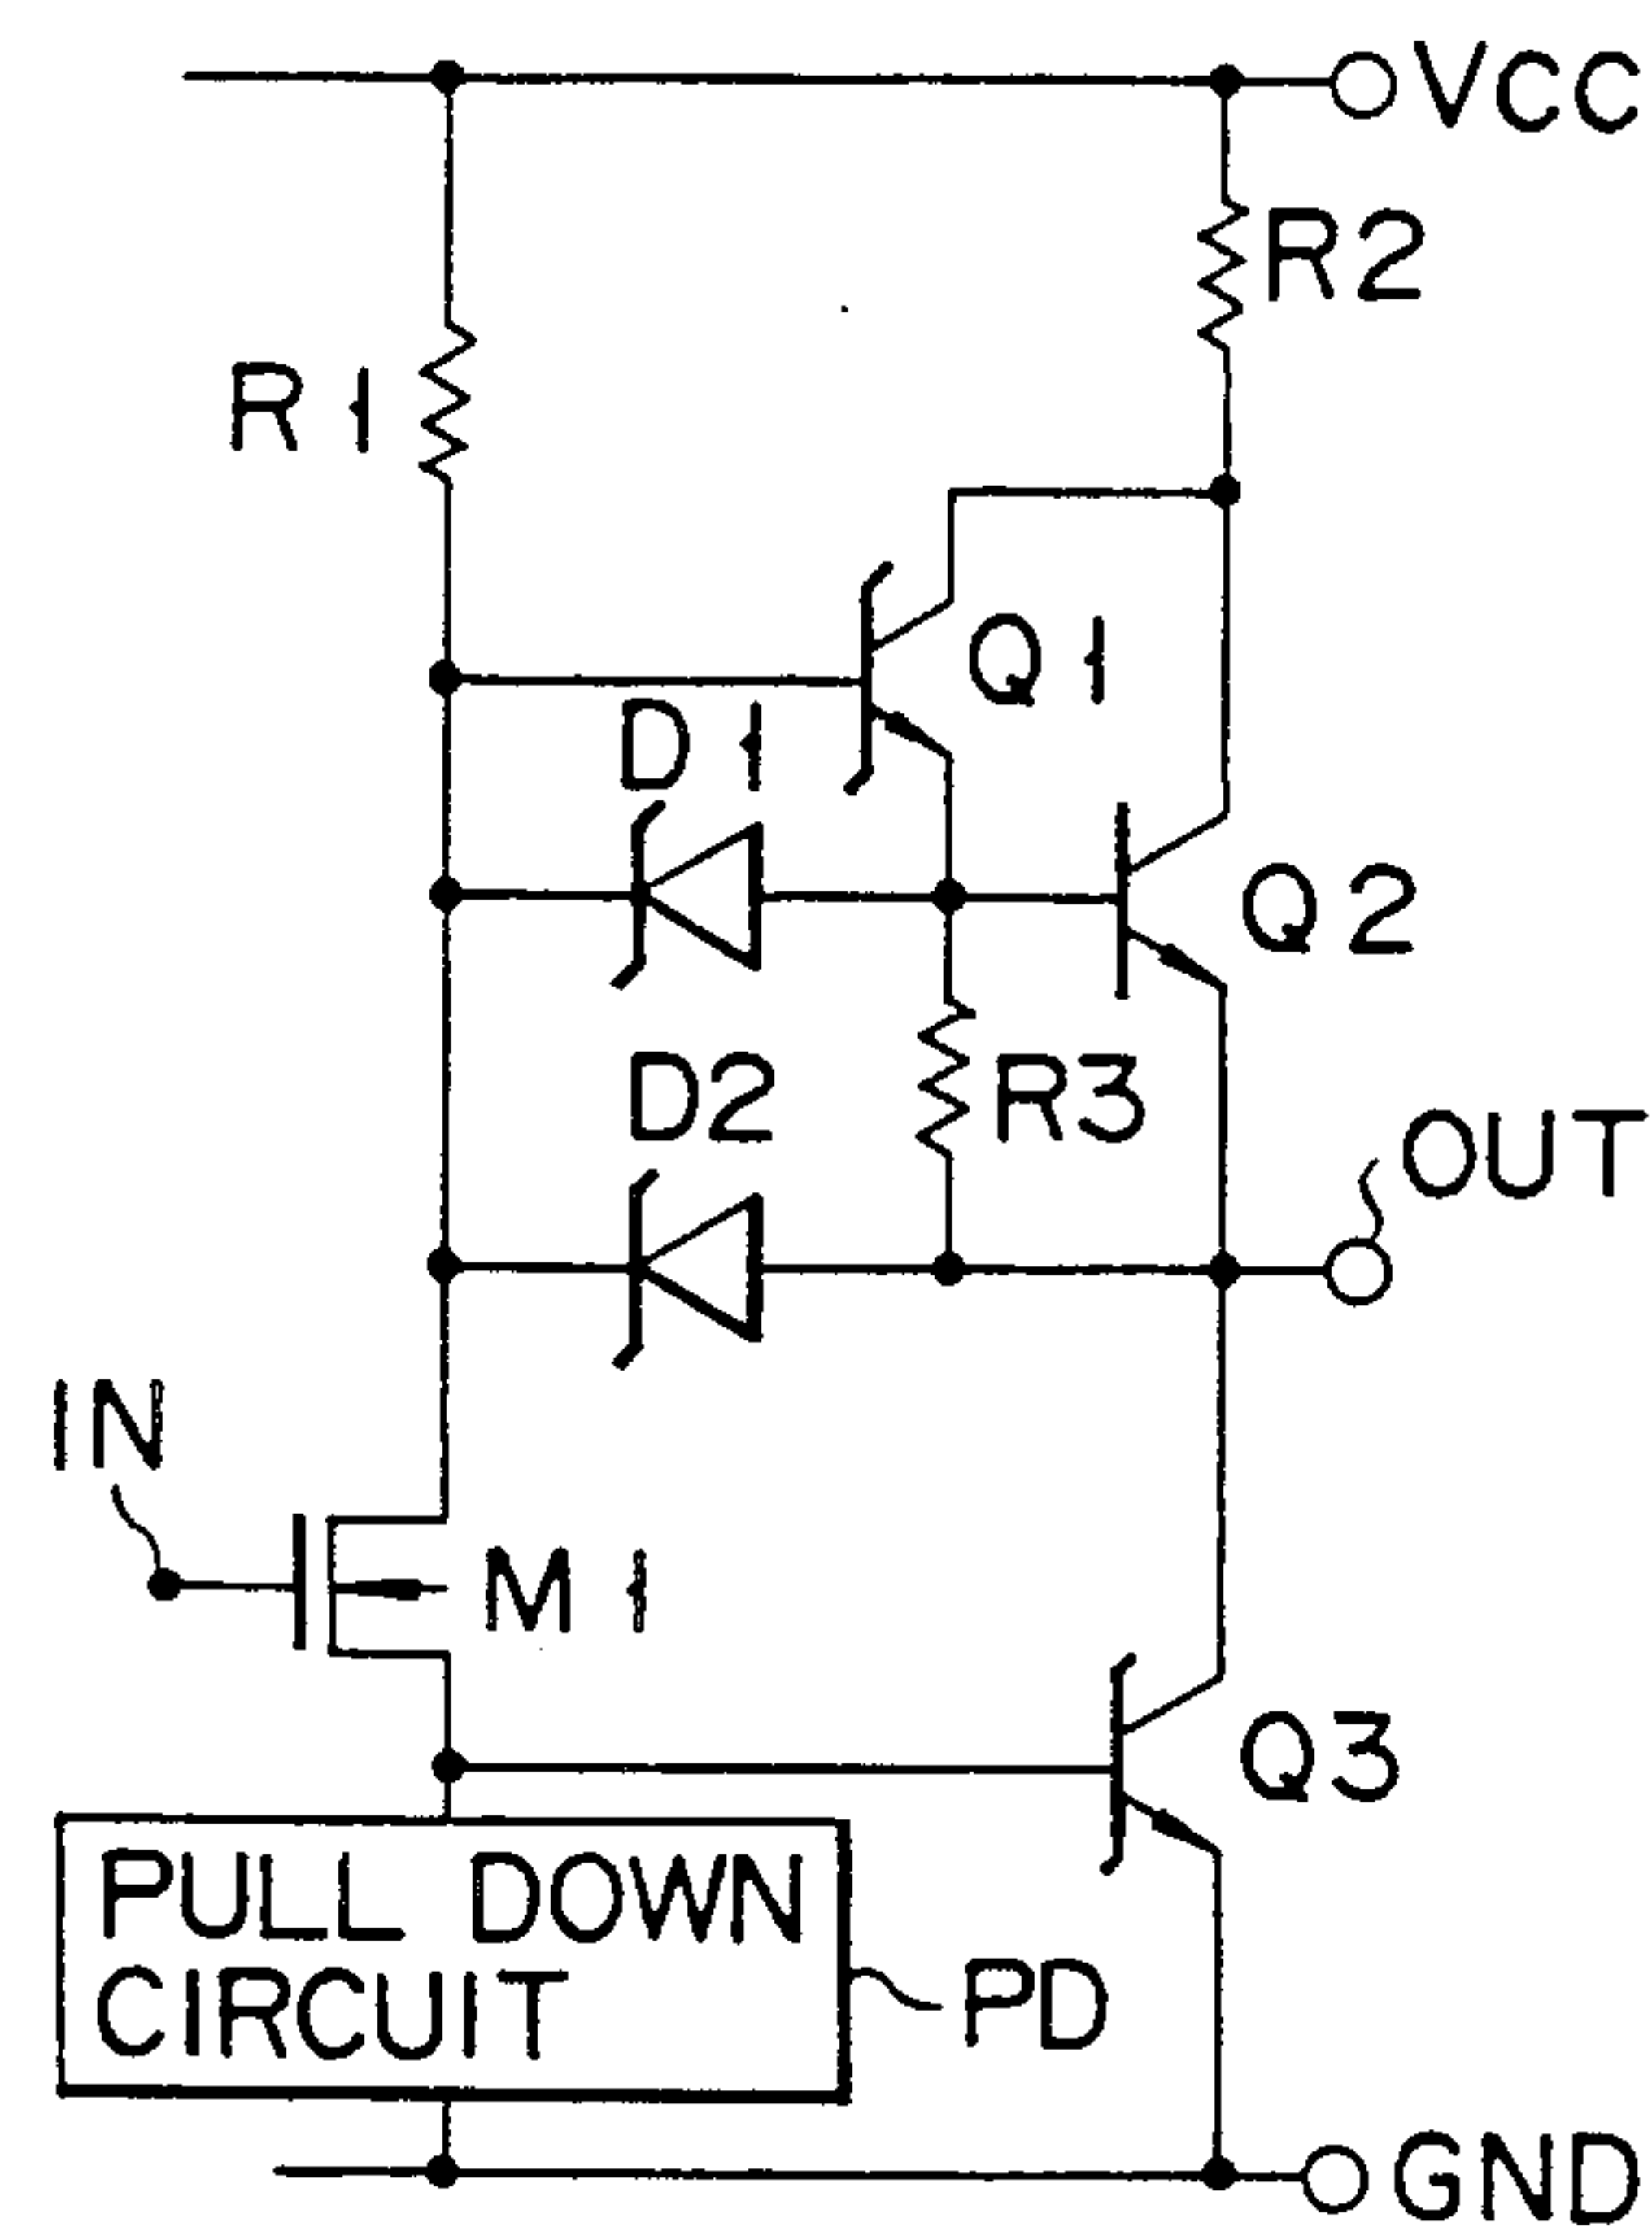 VCC
R2
R1
Q1
D1
Q2
D2
R3
OUT
IN
M1
Q3
PULL DOWN
CIRCUIT
PD
GND